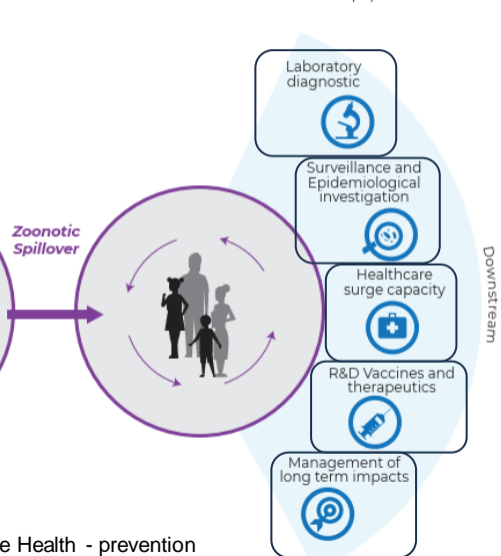 Laboratory
diagnostic
Surveillance and
Epidemiological
investigation
Zoonotic
Spillover
Healthcare
surge capacity
Downstream
R&D Vaccines and
therapeutics
Management of
long term impacts
e Health - prevention